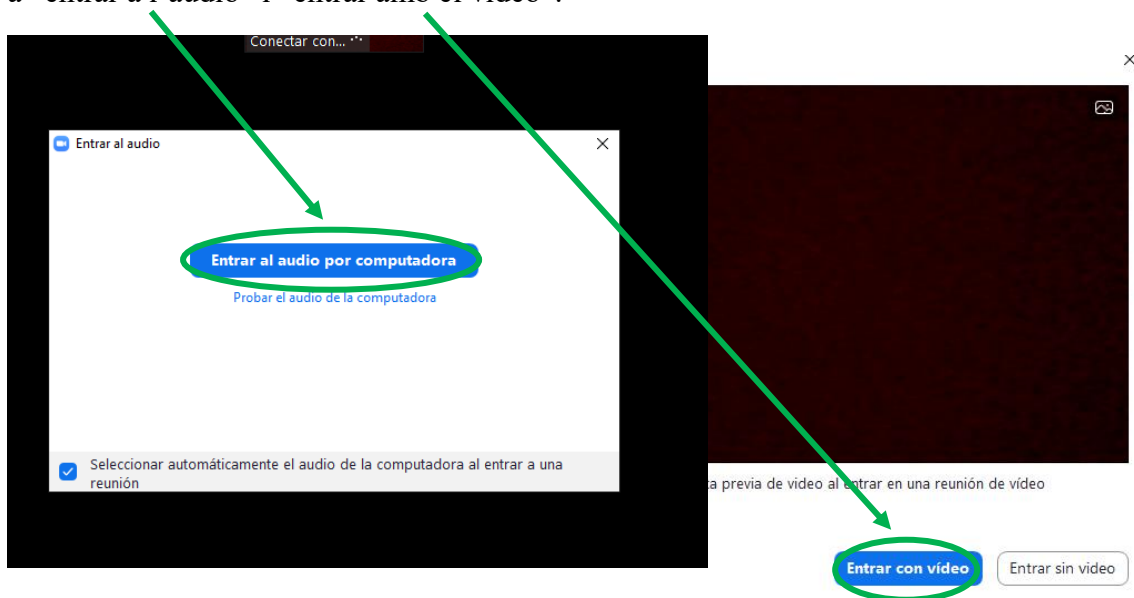 Conectar con...
Entrar al audio
Entrar al audio por computadora
Probar el audio de la computadora
Seleccionar automáticamente el audio de la computadora al entrar a una
reunión
previa de video al entrar en una reunión de vídeo
Entrar con vídeo
Entrar sin video